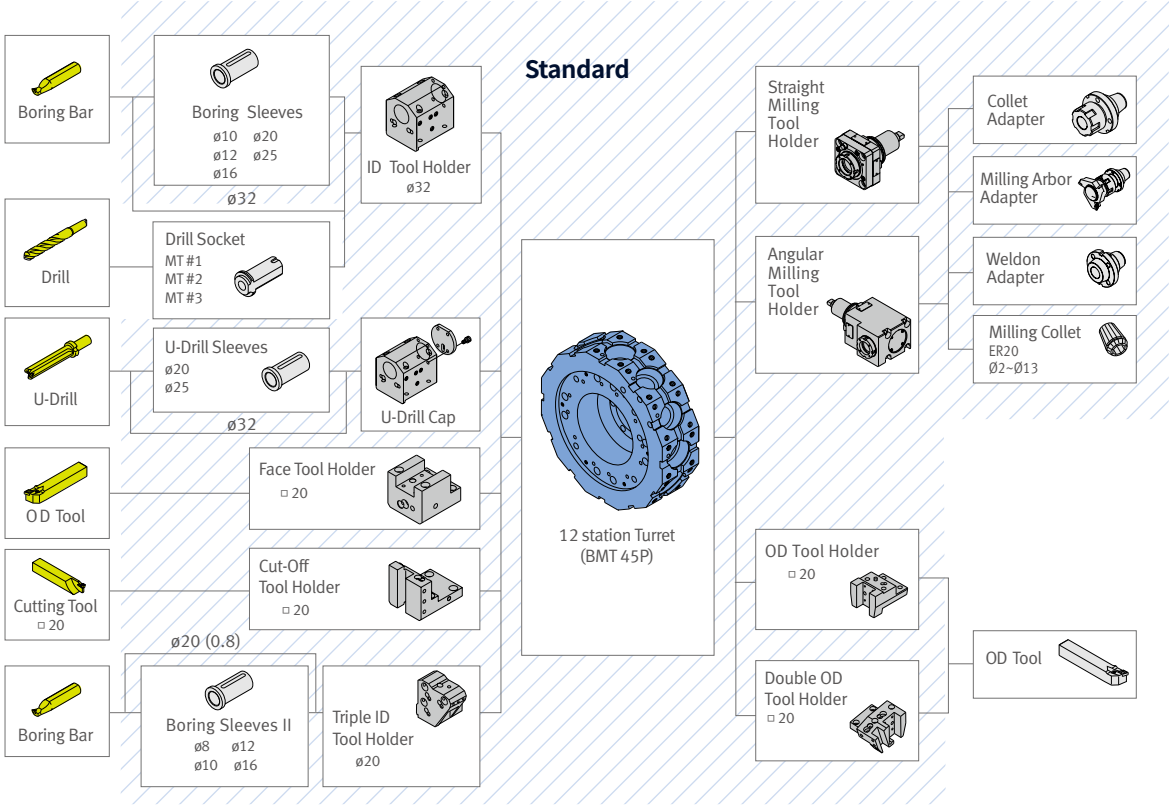 Standard
Boring Bar
Boring Sleeves
ø10 ø20
ø12 ø25
ø16
ø32
ID Tool Holder
ø32
Drill
Drill Socket
MT #1
MT #2
MT #3
U-Drill
U-Drill Sleeves
ø20
ø25
ø32
U-Drill Cap
OD Tool
Face Tool Holder
□ 20
Cutting Tool
□ 20
Cut-Off
Tool Holder
□ 20
ø20 (0.8)
Boring Bar
Boring Sleeves II
ø8 ø12
ø10 ø16
Triple ID
Tool Holder
ø20
12 station Turret
(BMT 45P)
Straight
Milling
Tool
Holder
Angular
Milling
Tool
Holder
Collet
Adapter
Milling Arbor
Adapter
Weldon
Adapter
Milling Collet
ER20
Ø2~Ø13
OD Tool Holder
□ 20
Double OD
Tool Holder
□ 20
OD Tool